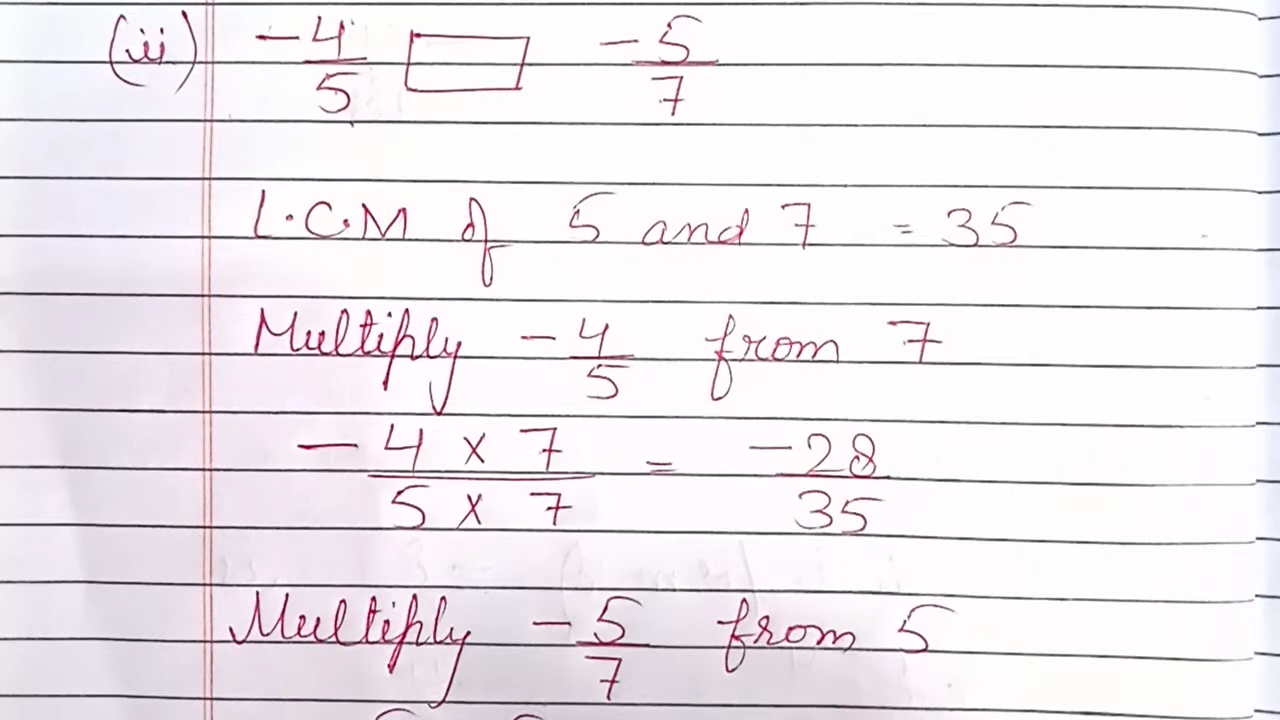 (ii) -4/5 □ -5/7
L.C.M of 5 and 7 = 35
Multiply -4/5 from 7
-4 × 7/5 × 7 = -28/35
Multiply -5/7 from 5